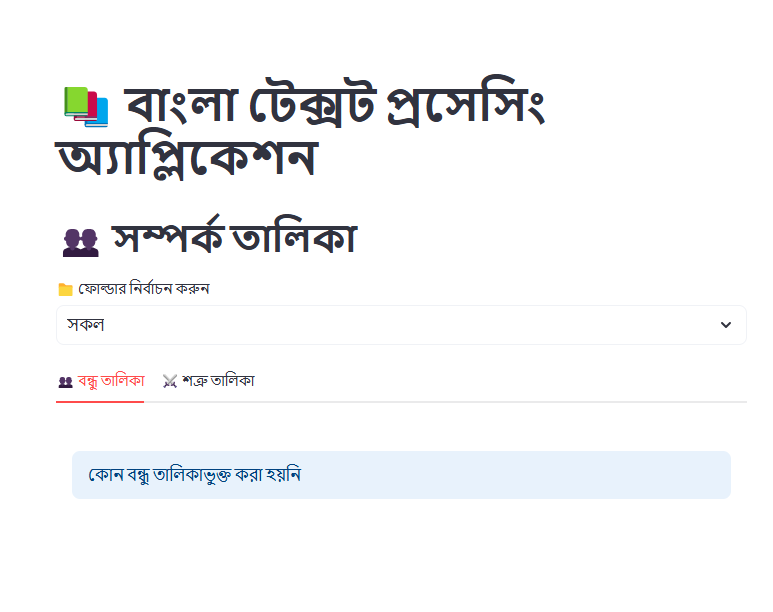 📚 বাংলা টেক্সট প্রসেসিং
অ্যাপ্লিকেশন
👥 সম্পর্ক তালিকা
📁 ফোল্ডার নির্বাচন করুন
সকল
👥 বন্ধু তালিকা ⚔️ শত্রু তালিকা
কোন বন্ধু তালিকাভুক্ত করা হয়নি